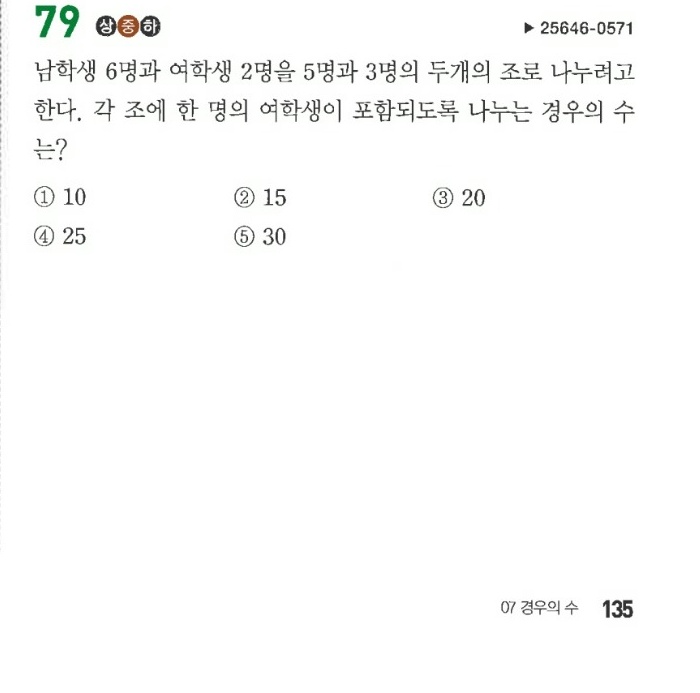 79 상 중 하 ▶ 25646-0571
남학생 6명과 여학생 2명을 5명과 3명의 두개의 조로 나누려고
한다. 각 조에 한 명의 여학생이 포함되도록 나누는 경우의 수
는?
① 10 ② 15 ③ 20
④ 25 ⑤ 30
07 경우의 수 135